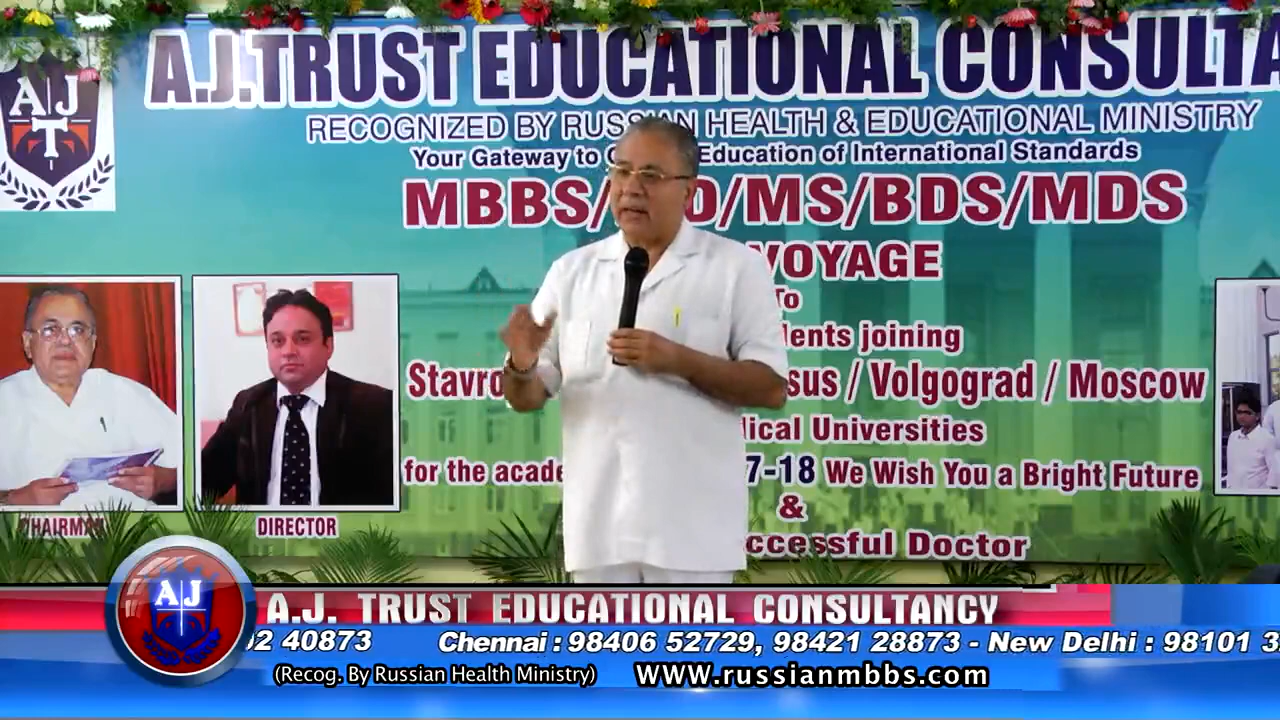 A.J.TRUST EDUCATIONAL CONSULTA
RECOGNIZED BY RUSSIAN HEALTH & EDUCATIONAL MINISTRY
Your Gateway to Education of International Standards
MBBS/ O/MS/BDS/MDS
VOYAGE
To
dents joining
Stavro sus / Volgograd / Moscow
dical Universities
for the acade 7-18 We Wish You a Bright Future
&
ccessful Doctor
AJT
CHAIRMAN
DIRECTOR
AJ
A.J. TRUST EDUCATIONAL CONSULTANCY
02 40873 Chennai : 98406 52729, 98421 28873 - New Delhi : 98101 3
(Recog. By Russian Health Ministry) www.russianmbbs.com